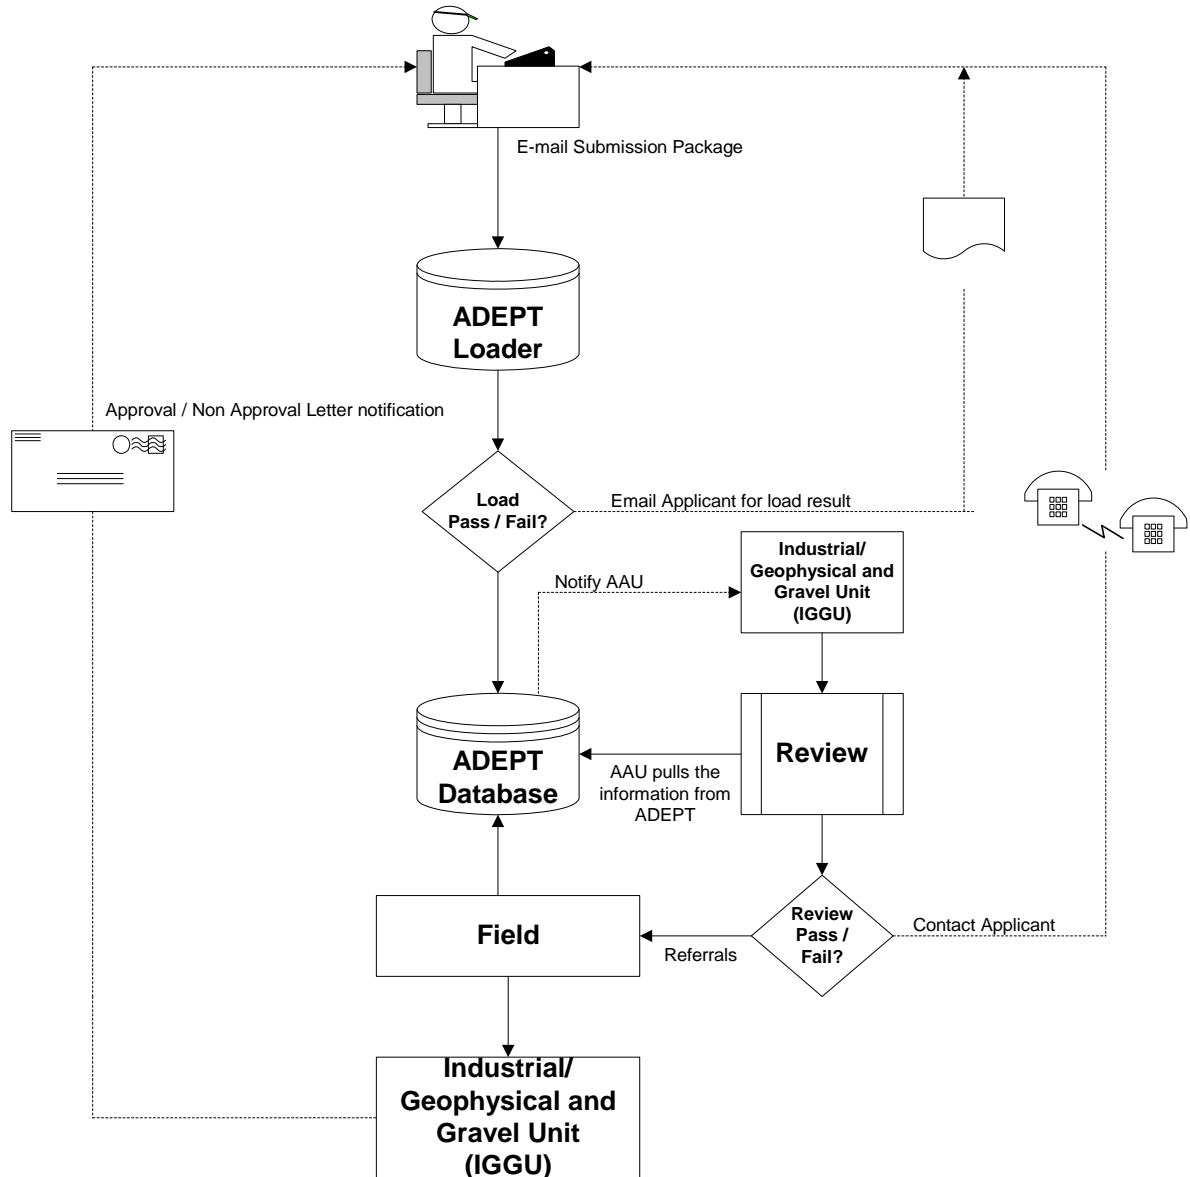 E-mail Submission Package
ADEPT
Loader
Approval / Non Approval Letter notification
Load
Pass / Fail?
Email Applicant for load result
Industrial/
Geophysical and
Gravel Unit
(IGGU)
Notify AAU
ADEPT
Database
AAU pulls the
information from
ADEPT
Review
Review
Pass /
Fail?
Contact Applicant
Referrals
Field
Industrial/
Geophysical and
Gravel Unit
(IGGU)